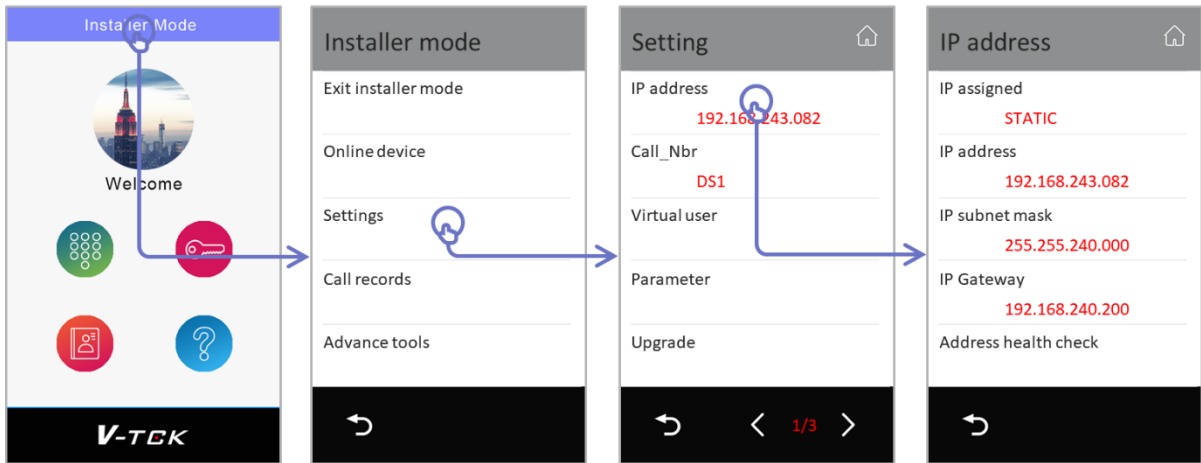 Installer Mode
Welcome
V-TEK
Installer mode
Exit installer mode
Online device
Settings
Call records
Advance tools
Setting
IP address
192.168.243.082
Call_Nbr
DS1
Virtual user
Parameter
Upgrade
1/3
IP address
IP assigned
STATIC
IP address
192.168.243.082
IP subnet mask
255.255.240.000
IP Gateway
192.168.240.200
Address health check